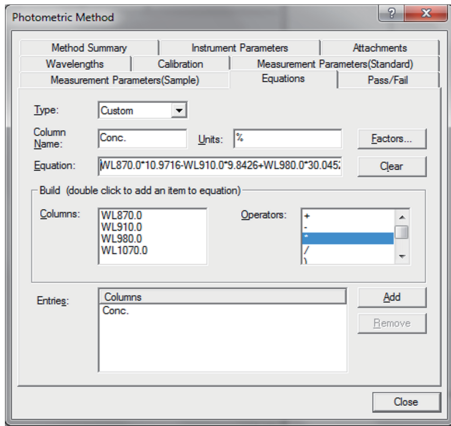 Photometric Method
Method Summary Instrument Parameters Attachments
Wavelengths Calibration Measurement Parameters(Standard)
Measurement Parameters(Sample) Equations Pass/Fail
Type: Custom
Column Name: Conc. Units: % Factors...
Equation: WL870.0*10.9716-WL910.0*9.8426+WL980.0*30.045 Clear
Build (double click to add an item to equation)
Columns: Operators:
WL870.0 +
WL910.0 -
WL980.0 *
WL1070.0 /
)
Entries: Columns Add
Conc. Remove
Close